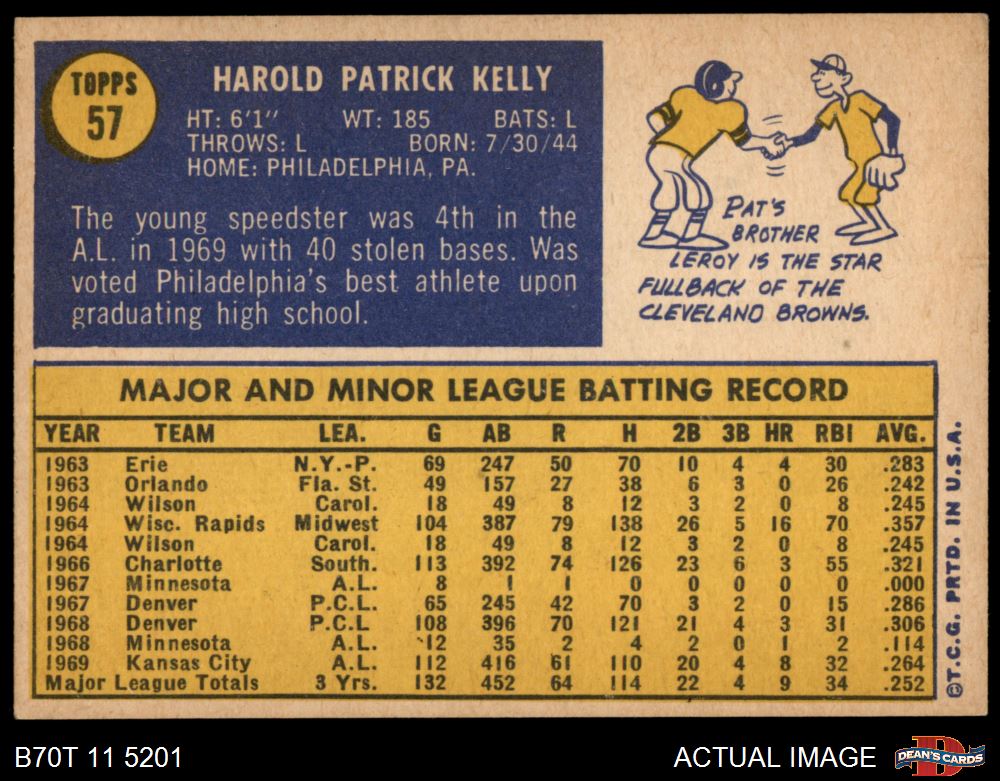 TOPPS
57
HAROLD PATRICK KELLY
HT: 6'1" WT: 185 BATS: L
THROWS: L BORN: 7/30/44
HOME: PHILADELPHIA, PA.
The young speedster was 4th in the
A.L. in 1969 with 40 stolen bases. Was
voted Philadelphia's best athlete upon
graduating high school.
PAT'S
BROTHER
LEROY IS THE STAR
FULLBACK OF THE
CLEVELAND BROWNS.
MAJOR AND MINOR LEAGUE BATTING RECORD
YEAR TEAM LEA. G AB R H 2B 3B HR RBI AVG.
1963 Erie N.Y.-P. 69 247 50 70 10 4 4 30 .283
1963 Orlando Fla. St. 49 157 27 38 6 3 0 26 .242
1964 Wilson Carol. 18 49 8 12 3 2 0 8 .245
1964 Wisc. Rapids Midwest 104 387 79 138 26 5 16 70 .357
1964 Wilson Carol. 18 49 8 12 3 2 0 8 .245
1966 Charlotte South. 113 392 74 126 23 6 3 55 .321
1967 Minnesota A.L. 8 1 1 0 0 0 0 0 .000
1967 Denver P.C.L. 65 245 42 70 3 2 0 15 .286
1968 Denver P.C.L 108 396 70 121 21 4 3 31 .306
1968 Minnesota A.L. 12 35 2 4 2 0 1 2 .114
1969 Kansas City A.L. 112 416 61 110 20 4 8 32 .264
Major League Totals 3 Yrs. 132 452 64 114 22 4 9 34 .252
©T.C.G. PRTD. IN U.S.A.
B70T 11 5201
ACTUAL IMAGE
D
DEAN'S CARDS